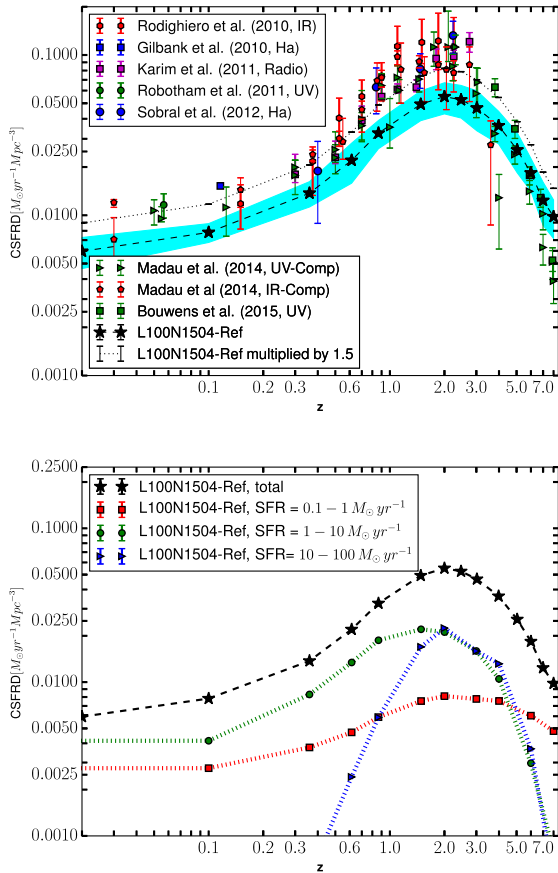 0.1000
0.0500
0.0250
0.0100
0.0050
0.0025
0.0010
CSFRD[M⊙yr⁻¹Mpc⁻³]
Rodighiero et al. (2010, IR)
Gilbank et al. (2010, Ha)
Karim et al. (2011, Radio)
Robotham et al. (2011, UV)
Sobral et al. (2012, Ha)
Madau et al. (2014, UV-Comp)
Madau et al (2014, IR-Comp)
Bouwens et al. (2015, UV)
L100N1504-Ref
L100N1504-Ref multiplied by 1.5
0.1 0.3 0.6 1.0 2.0 3.0 5.0 7.0
z
0.2500
0.1000
0.0500
0.0250
0.0100
0.0050
0.0025
0.0010
CSFRD[M⊙yr⁻¹Mpc⁻³]
L100N1504-Ref, total
L100N1504-Ref, SFR = 0.1 − 1 M⊙ yr⁻¹
L100N1504-Ref, SFR = 1 − 10 M⊙ yr⁻¹
L100N1504-Ref, SFR= 10 − 100 M⊙ yr⁻¹
0.1 0.3 0.6 1.0 2.0 3.0 5.0 7.0
z